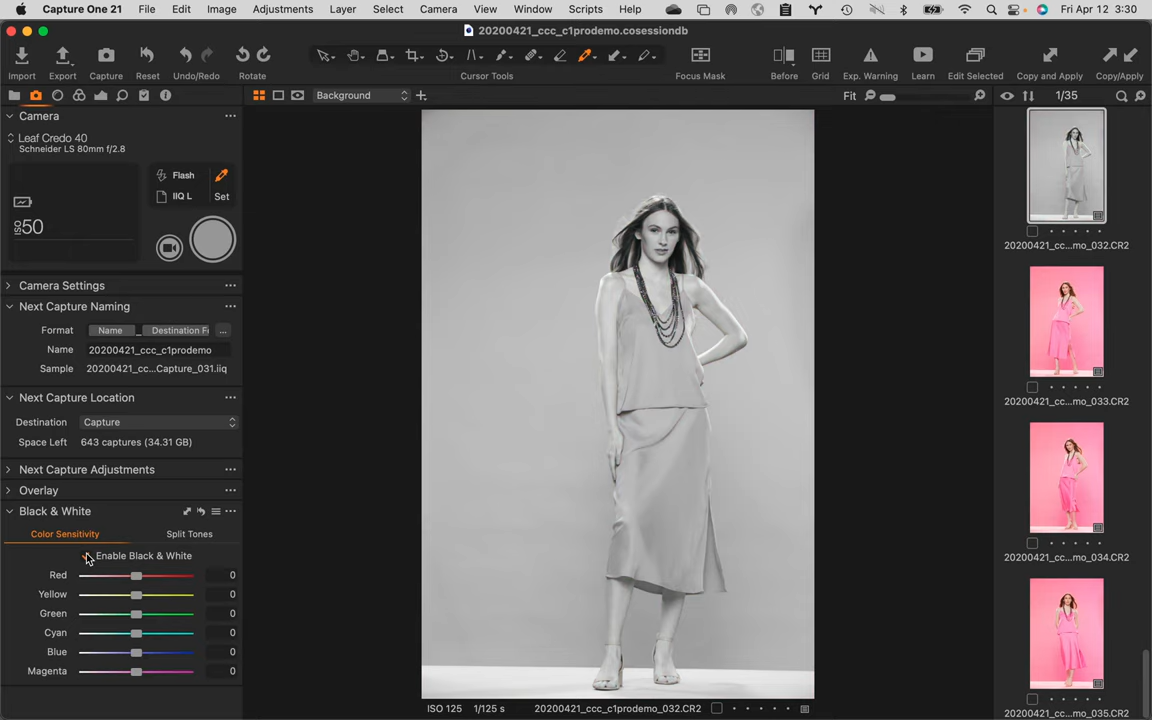 Capture One 21 File Edit Image Adjustments Layer Select Camera View Window Scripts Help Fri Apr 12 3:30
20200421_ccc_c1prodemo.cosessiondb
Import Export Capture Reset Undo/Redo Rotate Cursor Tools Focus Mask Before Grid Exp. Warning Learn Edit Selected Copy and Apply Copy/Apply
Background Fit 1/35
Camera
Leaf Credo 40
Schneider LS 80mm f/2.8
Flash
IIQ L Set
ISO 50
Camera Settings
Next Capture Naming
Format Name _ Destination Fo ...
Name 20200421_ccc_c1prodemo
Sample 20200421_cc...Capture_031.iiq
Next Capture Location
Destination Capture
Space Left 643 captures (34.31 GB)
Next Capture Adjustments
Overlay
Black & White
Color Sensitivity Split Tones
Enable Black & White
Red 0
Yellow 0
Green 0
Cyan 0
Blue 0
Magenta 0
ISO 125 1/125 s 20200421_ccc_c1prodemo_032.CR2
20200421_cc...mo_032.CR2
20200421_cc...mo_033.CR2
20200421_cc...mo_034.CR2
20200421_cc...mo_035.CR2